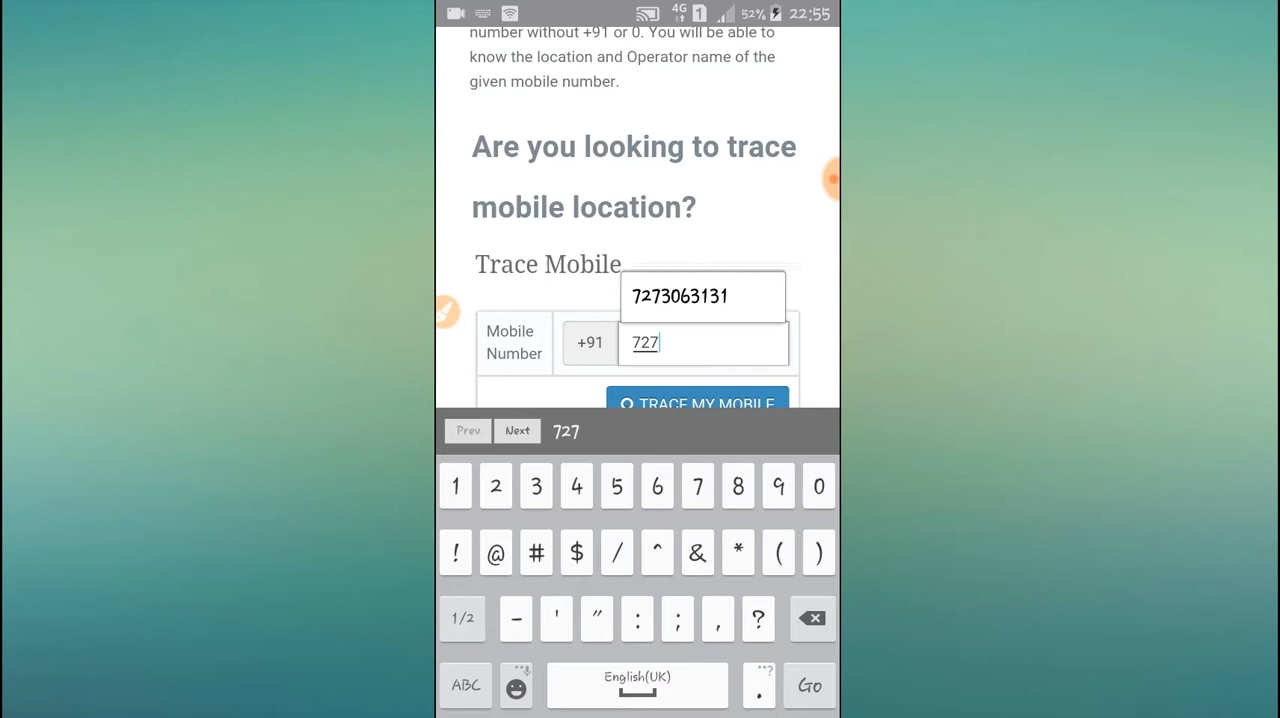 4G 1 52% 22:55
number without +91 or 0. You will be able to
know the location and Operator name of the
given mobile number.
Are you looking to trace
mobile location?
Trace Mobile
7273063131
Mobile
Number
+91
727
TRACE MY MOBILE
Prev Next 727
1 2 3 4 5 6 7 8 9 0
! @ # $ / ^ & * ( )
1/2 - ' " : ; , ?
English(UK)
ABC . Go